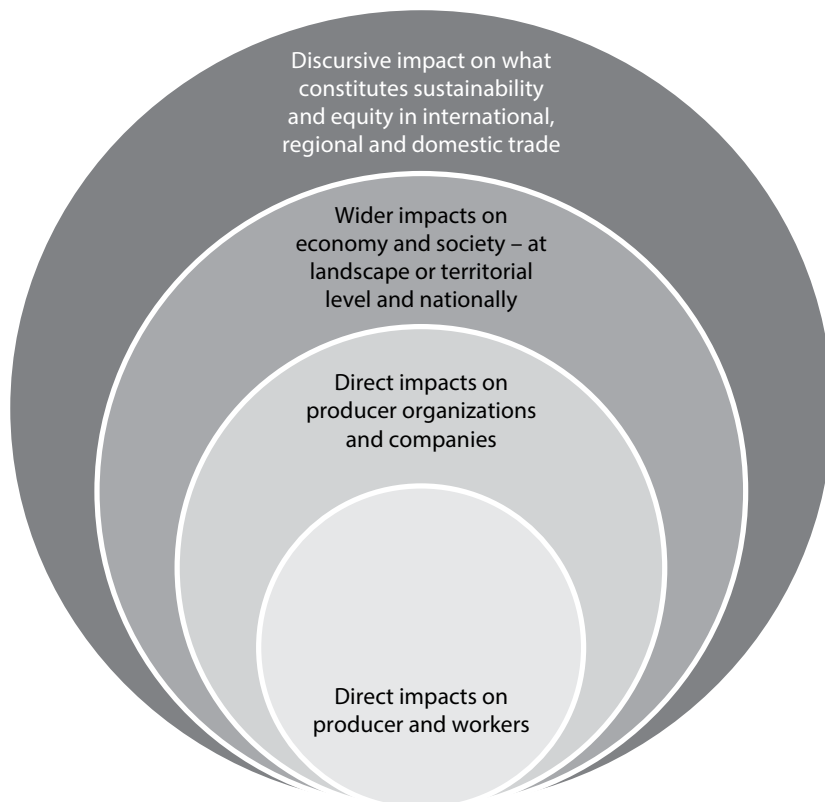 Discursive impact on what
constitutes sustainability
and equity in international,
regional and domestic trade
Wider impacts on
economy and society – at
landscape or territorial
level and nationally
Direct impacts on
producer organizations
and companies
Direct impacts on
producer and workers